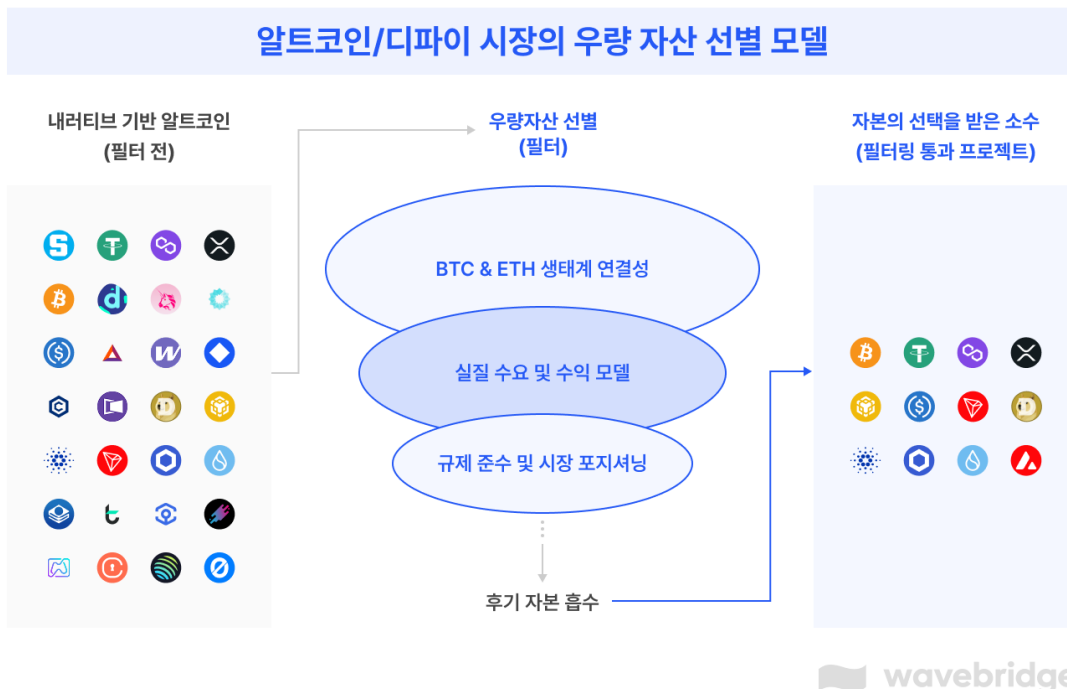 알트코인/디파이 시장의 우량 자산 선별 모델
내러티브 기반 알트코인
(필터 전)
우량자산 선별
(필터)
자본의 선택을 받은 소수
(필터링 통과 프로젝트)
BTC & ETH 생태계 연결성
실질 수요 및 수익 모델
규제 준수 및 시장 포지셔닝
후기 자본 흡수
wavebridge